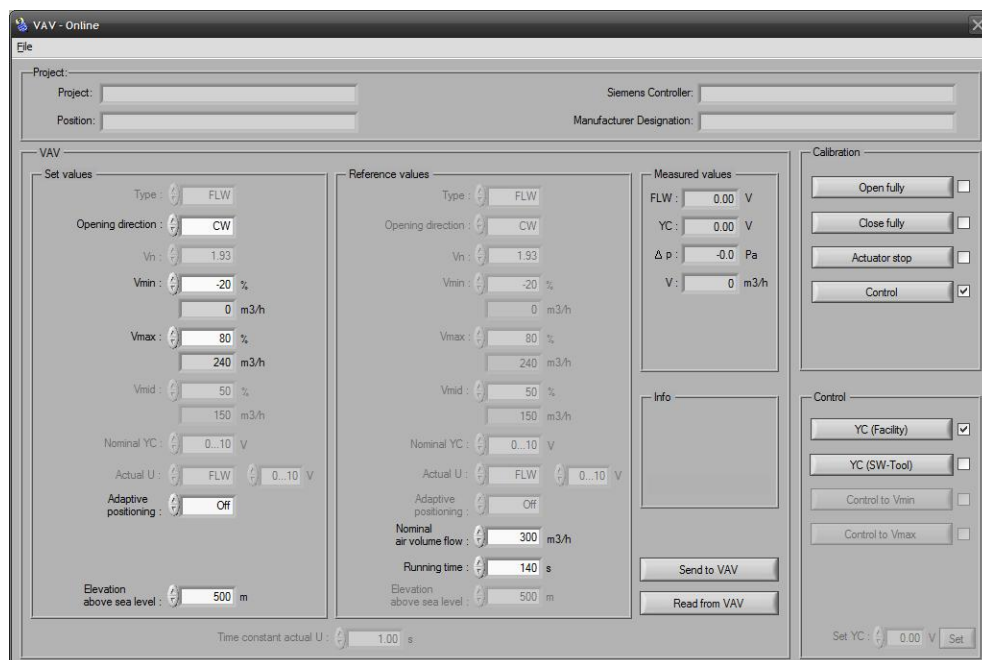 VAV - Online
File
Project:
Project: Siemens Controller:
Position: Manufacturer Designation:
VAV
Set values
Type : FLW
Opening direction : CW
Vn : 1.93
Vmin : -20 %
0 m3/h
Vmax : 80 %
240 m3/h
Vmid : 50 %
150 m3/h
Nominal YC : 0...10 V
Actual U : FLW 0...10 V
Adaptive
positioning : Off
Elevation
above sea level : 500 m
Reference values
Type : FLW
Opening direction : CW
Vn : 1.93
Vmin : -20 %
0 m3/h
Vmax : 80 %
240 m3/h
Vmid : 50 %
150 m3/h
Nominal YC : 0...10 V
Actual U : FLW 0...10 V
Adaptive
positioning : Off
Nominal
air volume flow : 300 m3/h
Running time : 140 s
Elevation
above sea level : 500 m
Time constant actual U : 1.00 s
Measured values
FLW : 0.00 V
YC : 0.00 V
Δ p : -0.0 Pa
V : 0 m3/h
Info
Send to VAV
Read from VAV
Calibration
Open fully
Close fully
Actuator stop
Control
Control
YC (Facility)
YC (SW-Tool)
Control to Vmin
Control to Vmax
Set YC : 0.00 V Set